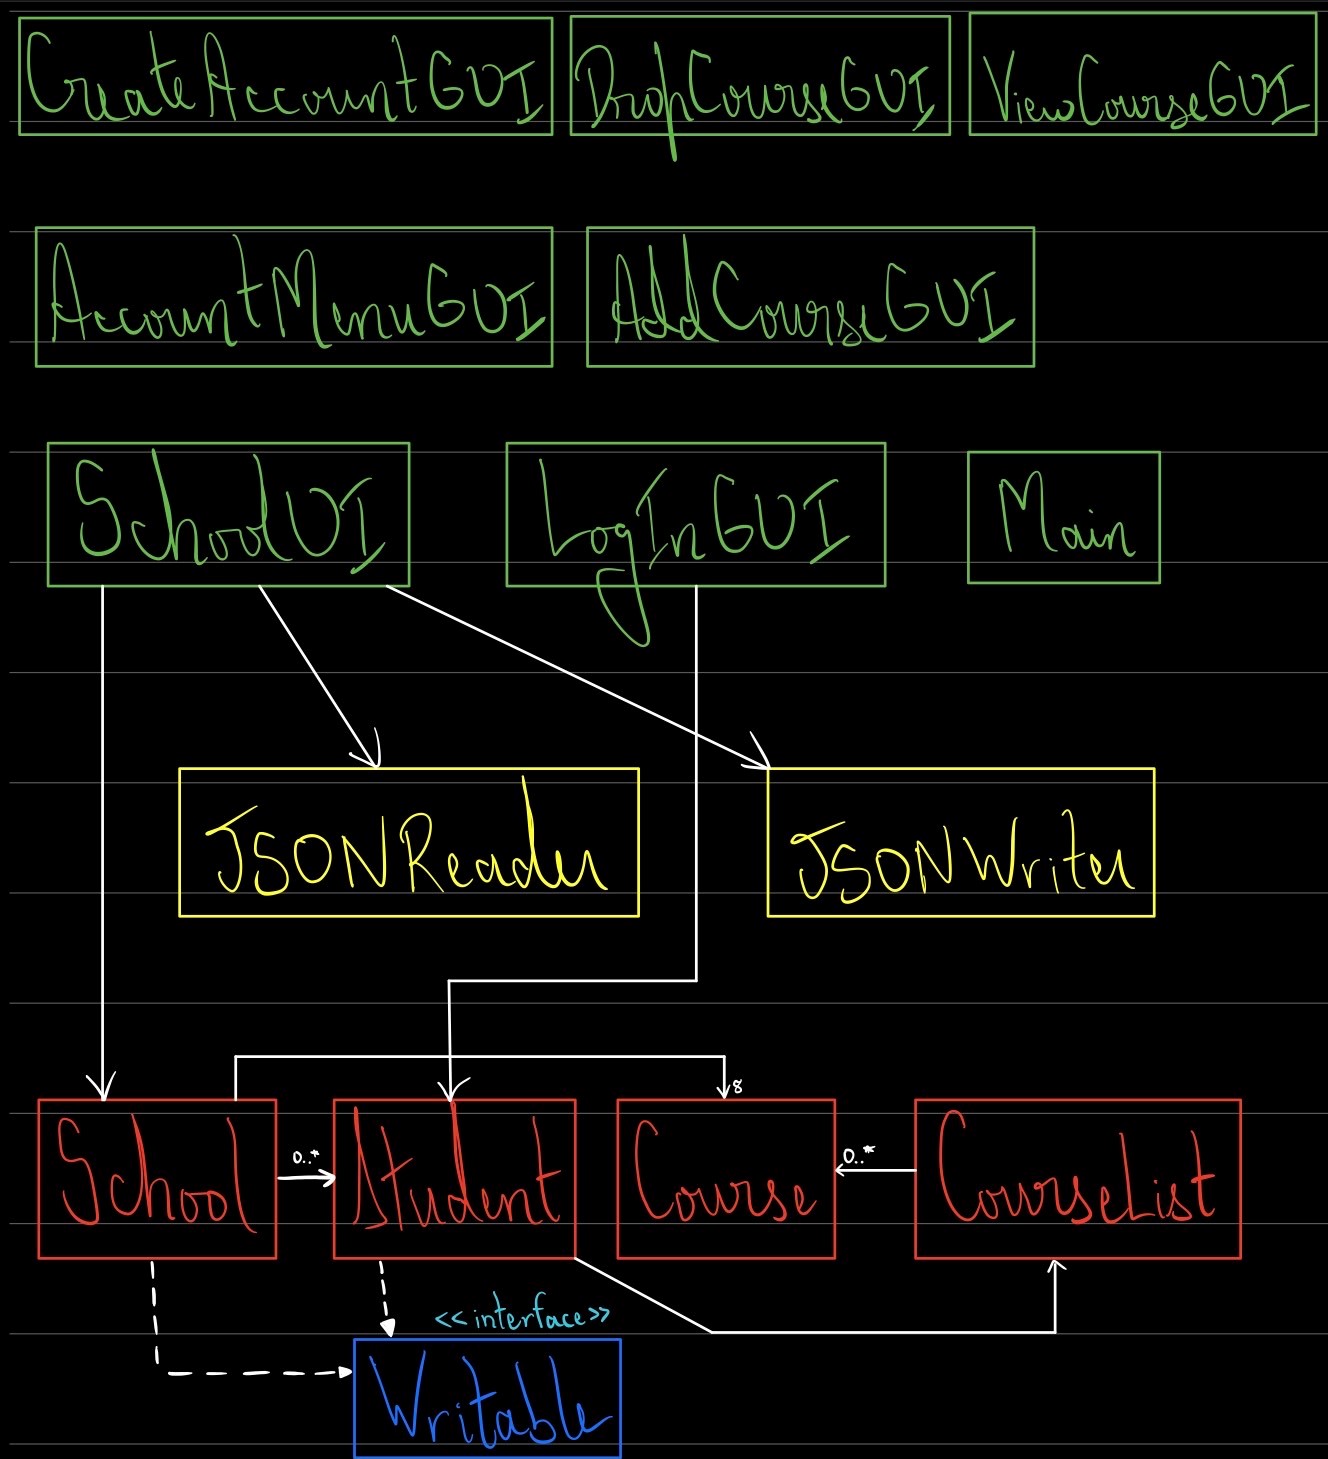 CreateAccountGUI DropCourseGUI ViewCourseGUI
AccountMenuGUI AddCourseGUI
SchoolUI LogInGUI Main
JSONReader JSONWriter
8
0..* 0..*
School Student Course CourseList
<<interface>>
Writable